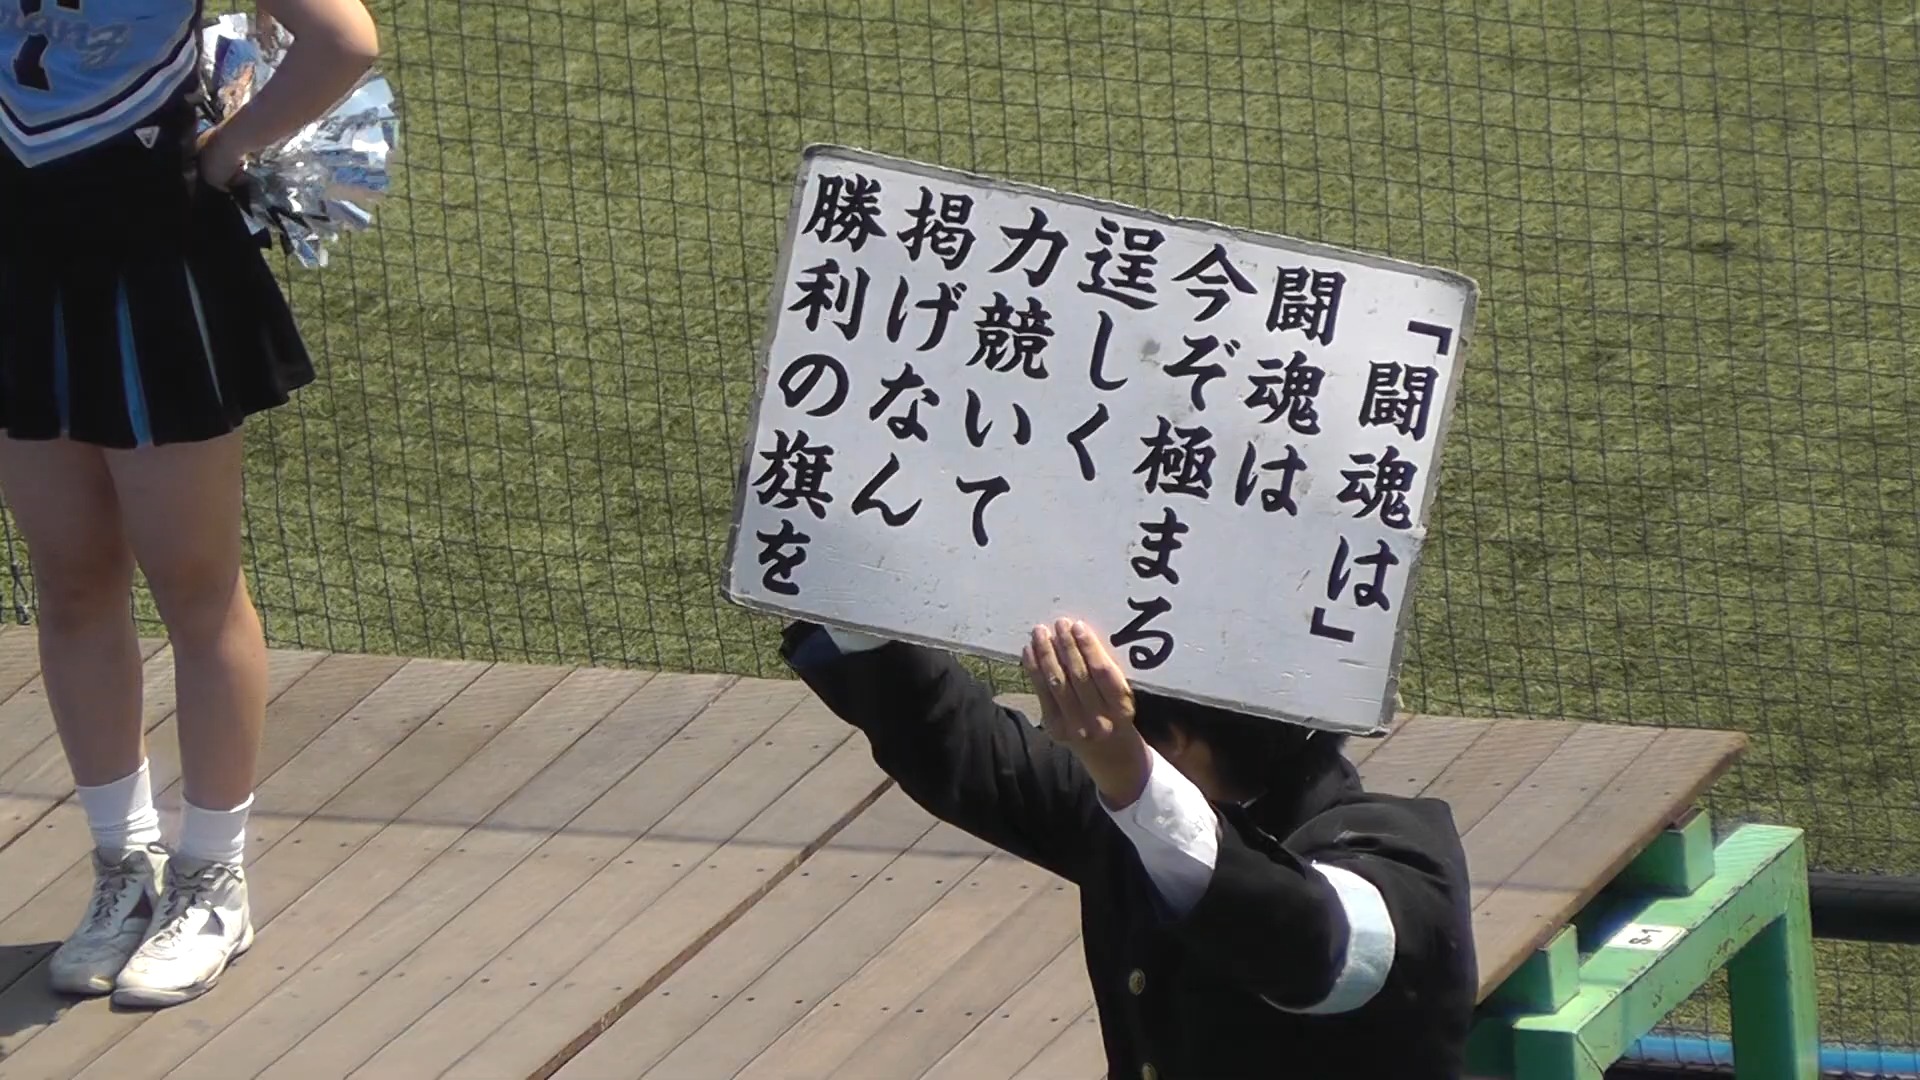 「闘魂は」
闘魂は
今ぞ極まる
逞しく
力競いて
掲げなん
勝利の旗を